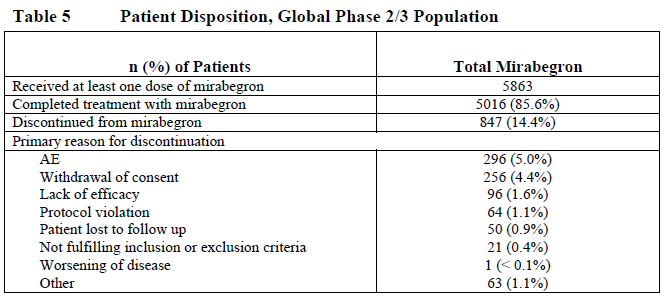 Table 5 Patient Disposition, Global Phase 2/3 Population
n (%) of Patients Total Mirabegron
Received at least one dose of mirabegron 5863
Completed treatment with mirabegron 5016 (85.6%)
Discontinued from mirabegron 847 (14.4%)
Primary reason for discontinuation
AE 296 (5.0%)
Withdrawal of consent 256 (4.4%)
Lack of efficacy 96 (1.6%)
Protocol violation 64 (1.1%)
Patient lost to follow up 50 (0.9%)
Not fulfilling inclusion or exclusion criteria 21 (0.4%)
Worsening of disease 1 (< 0.1%)
Other 63 (1.1%)